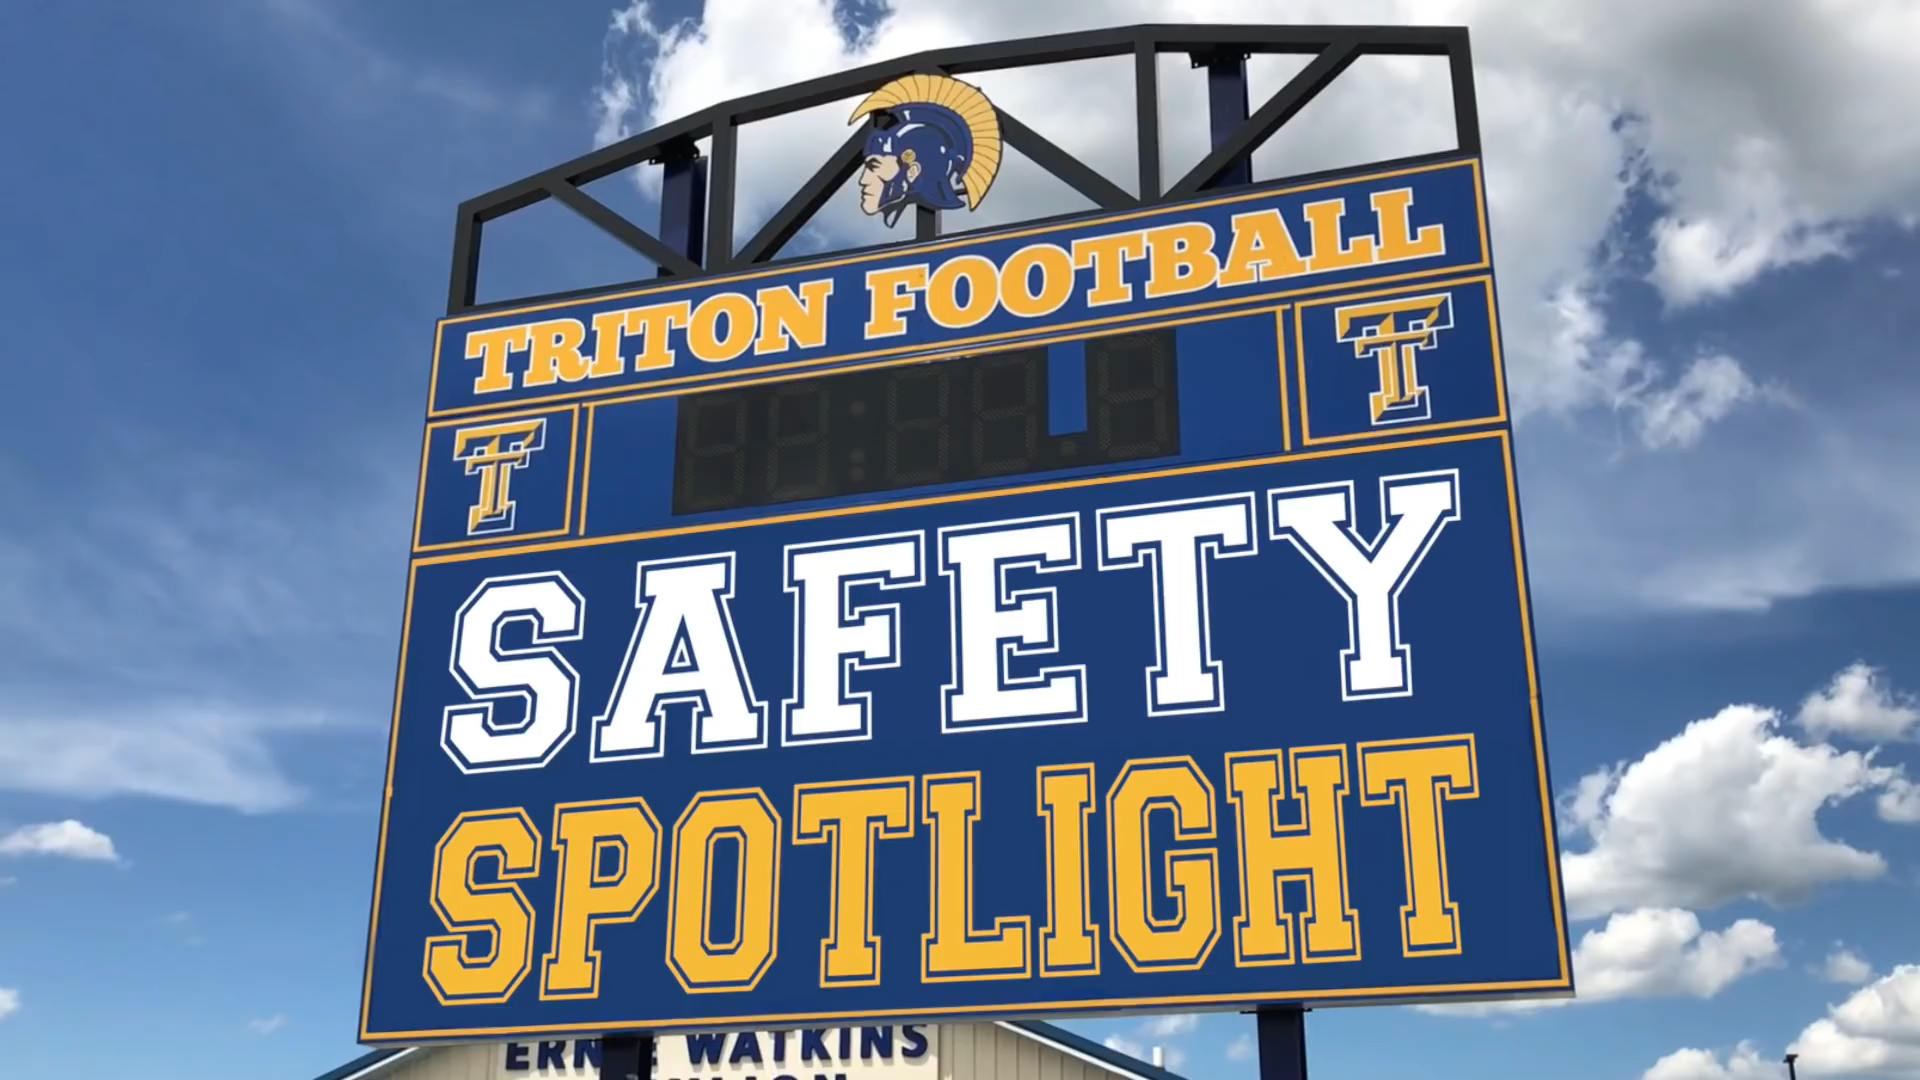 TRITON FOOTBALL
T T
SAFETY
SPOTLIGHT
WATKINS